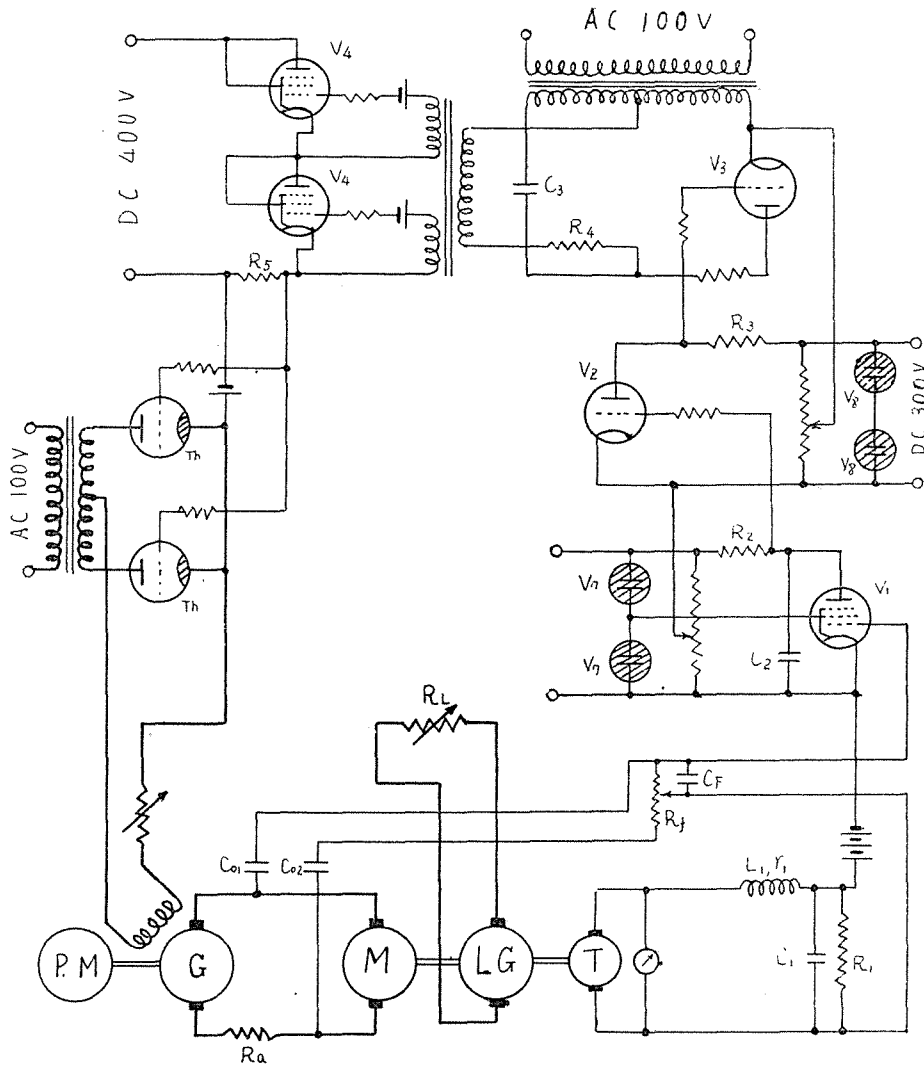 AC 100V
DC 400V
V4
V4
C3
V3
R4
R5
R3
V2
V8
V8
DC 300V
AC 100V
Th
Th
R2
V7
V7
C2
V1
RL
CF
Rf
C01
C02
L1, r1
C1
R1
P.M
G
M
LG
T
Ra